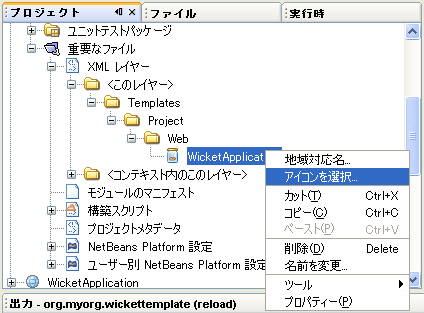 プロジェクト
ファイル
実行時
ユニットテストパッケージ
重要なファイル
XML レイヤー
<このレイヤー>
Templates
Project
Web
WicketApplicat
<コンテキスト内のこのレイヤー>
モジュールのマニフェスト
構築スクリプト
プロジェクトメタデータ
NetBeans Platform 設定
ユーザー別 NetBeans Platform 設定
WicketApplication
地域対応名...
アイコンを選択...
カット(T) Ctrl+X
コピー(C) Ctrl+C
ペースト(P) Ctrl+V
削除(D) Delete
名前を変更...
ツール
プロパティー(P)
出力 - org.myorg.wickettemplate (reload)